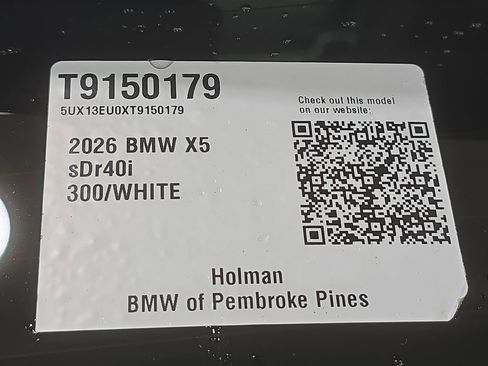 T9150179
5UX13EU0XT9150179
Check out this model
on our website:
2026 BMW X5
sDr40i
300/WHITE
Holman
BMW of Pembroke Pines